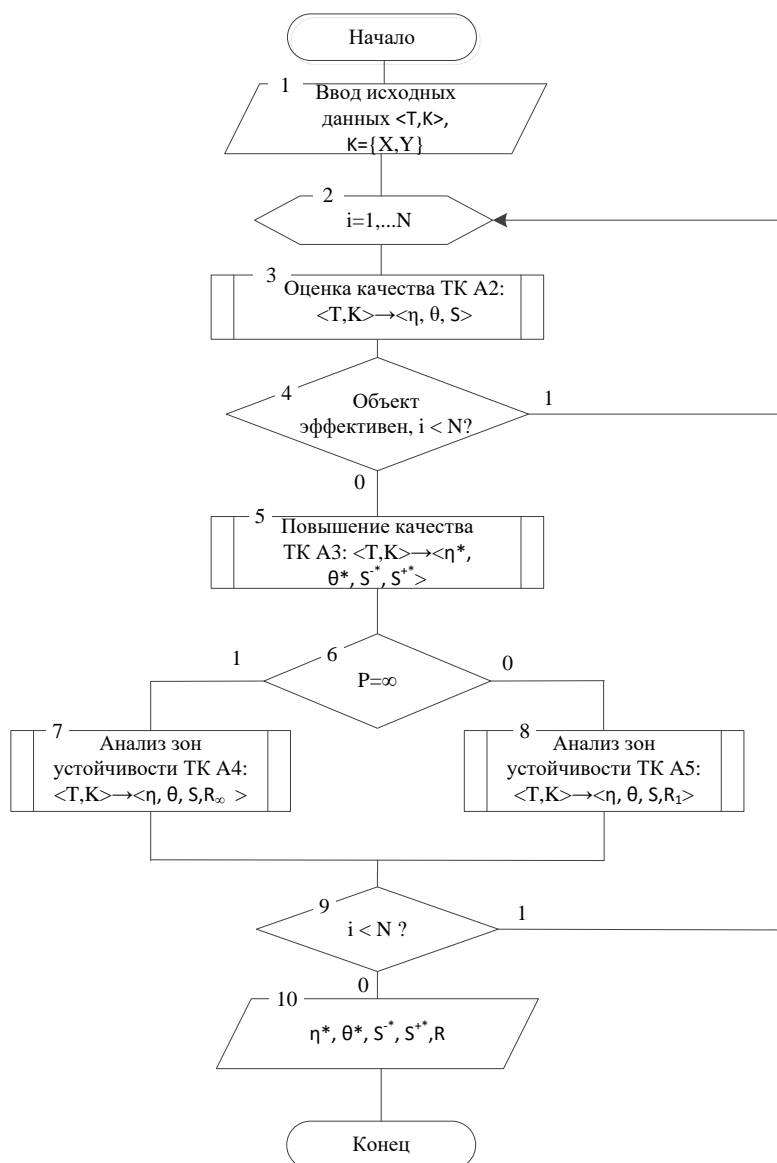 Начало
1
Ввод исходных
данных <T,K>,
K={X,Y}
2
i=1,...N
3
Оценка качества ТК А2:
<T,K>→<η, θ, S>
4
Объект
эффективен, i < N?
1
0
5
Повышение качества
ТК А3: <T,K>→<η*,
θ*, S⁻*, S⁺*>
6
P=∞
1
0
7
Анализ зон
устойчивости ТК А4:
<T,K>→<η, θ, S,R∞ >
8
Анализ зон
устойчивости ТК А5:
<T,K>→<η, θ, S,R₁>
9
i < N ?
1
0
10
η*, θ*, S⁻*, S⁺*,R
Конец